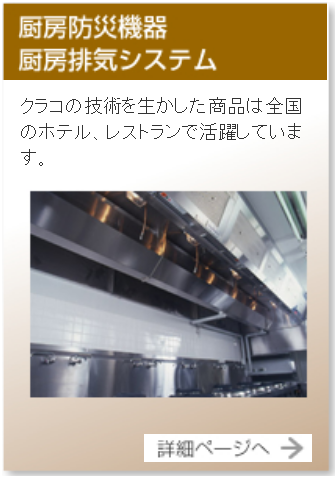 厨房防災機器
厨房排気システム
クラコの技術を生かした商品は全国
のホテル、レストランで活躍していま
す。
詳細ページへ